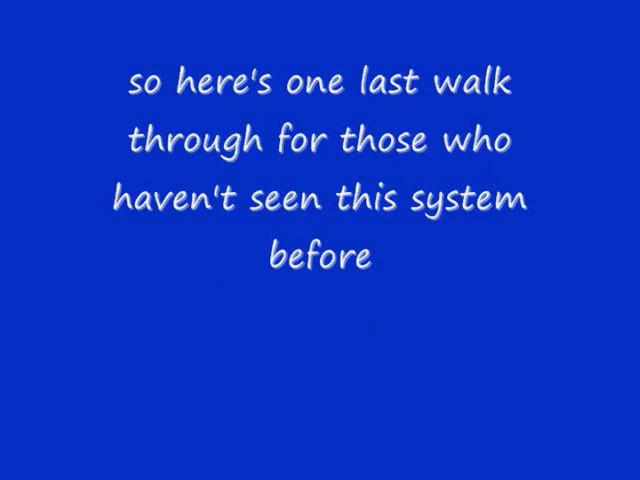 so here's one last walk
through for those who
haven't seen this system
before